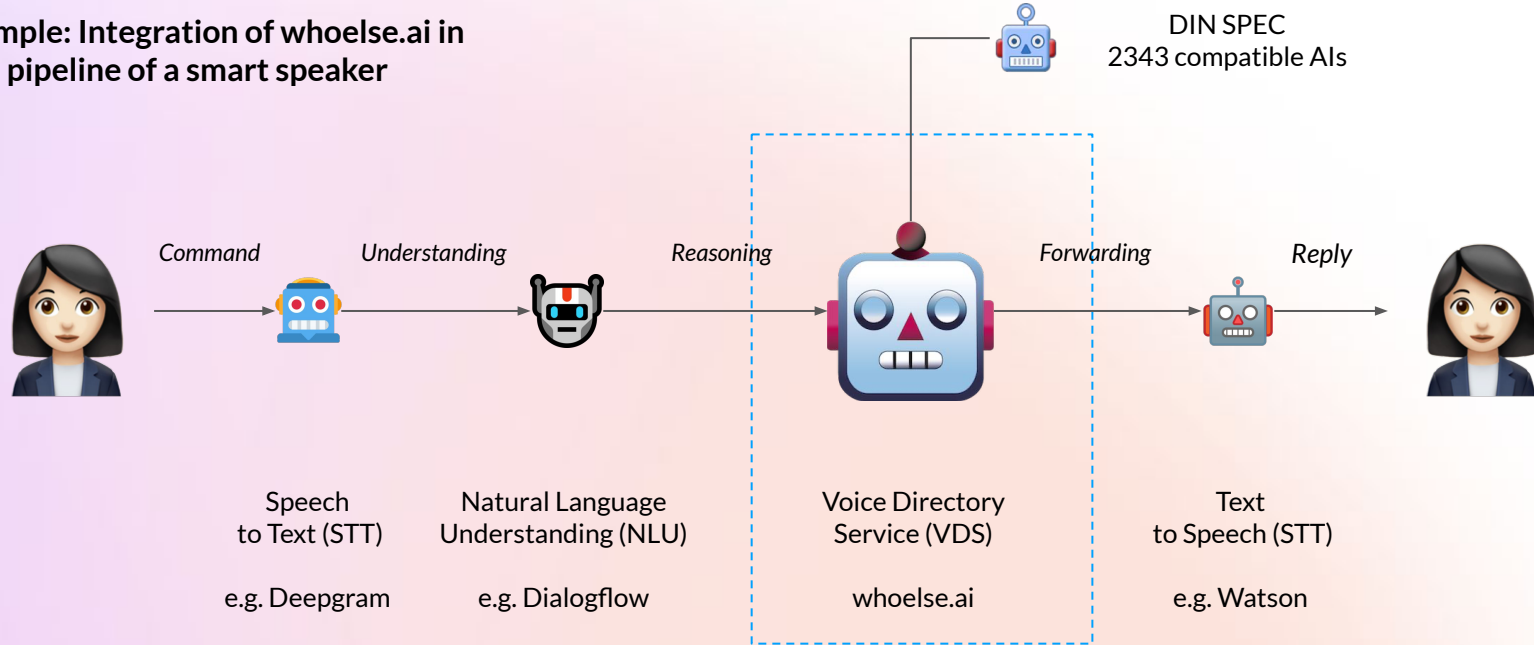 mple: Integration of whoelse.ai in
pipeline of a smart speaker
DIN SPEC
2343 compatible AIs
Command
Understanding
Reasoning
Forwarding
Reply
Speech
to Text (STT)
e.g. Deepgram
Natural Language
Understanding (NLU)
e.g. Dialogflow
Voice Directory
Service (VDS)
whoelse.ai
Text
to Speech (STT)
e.g. Watson